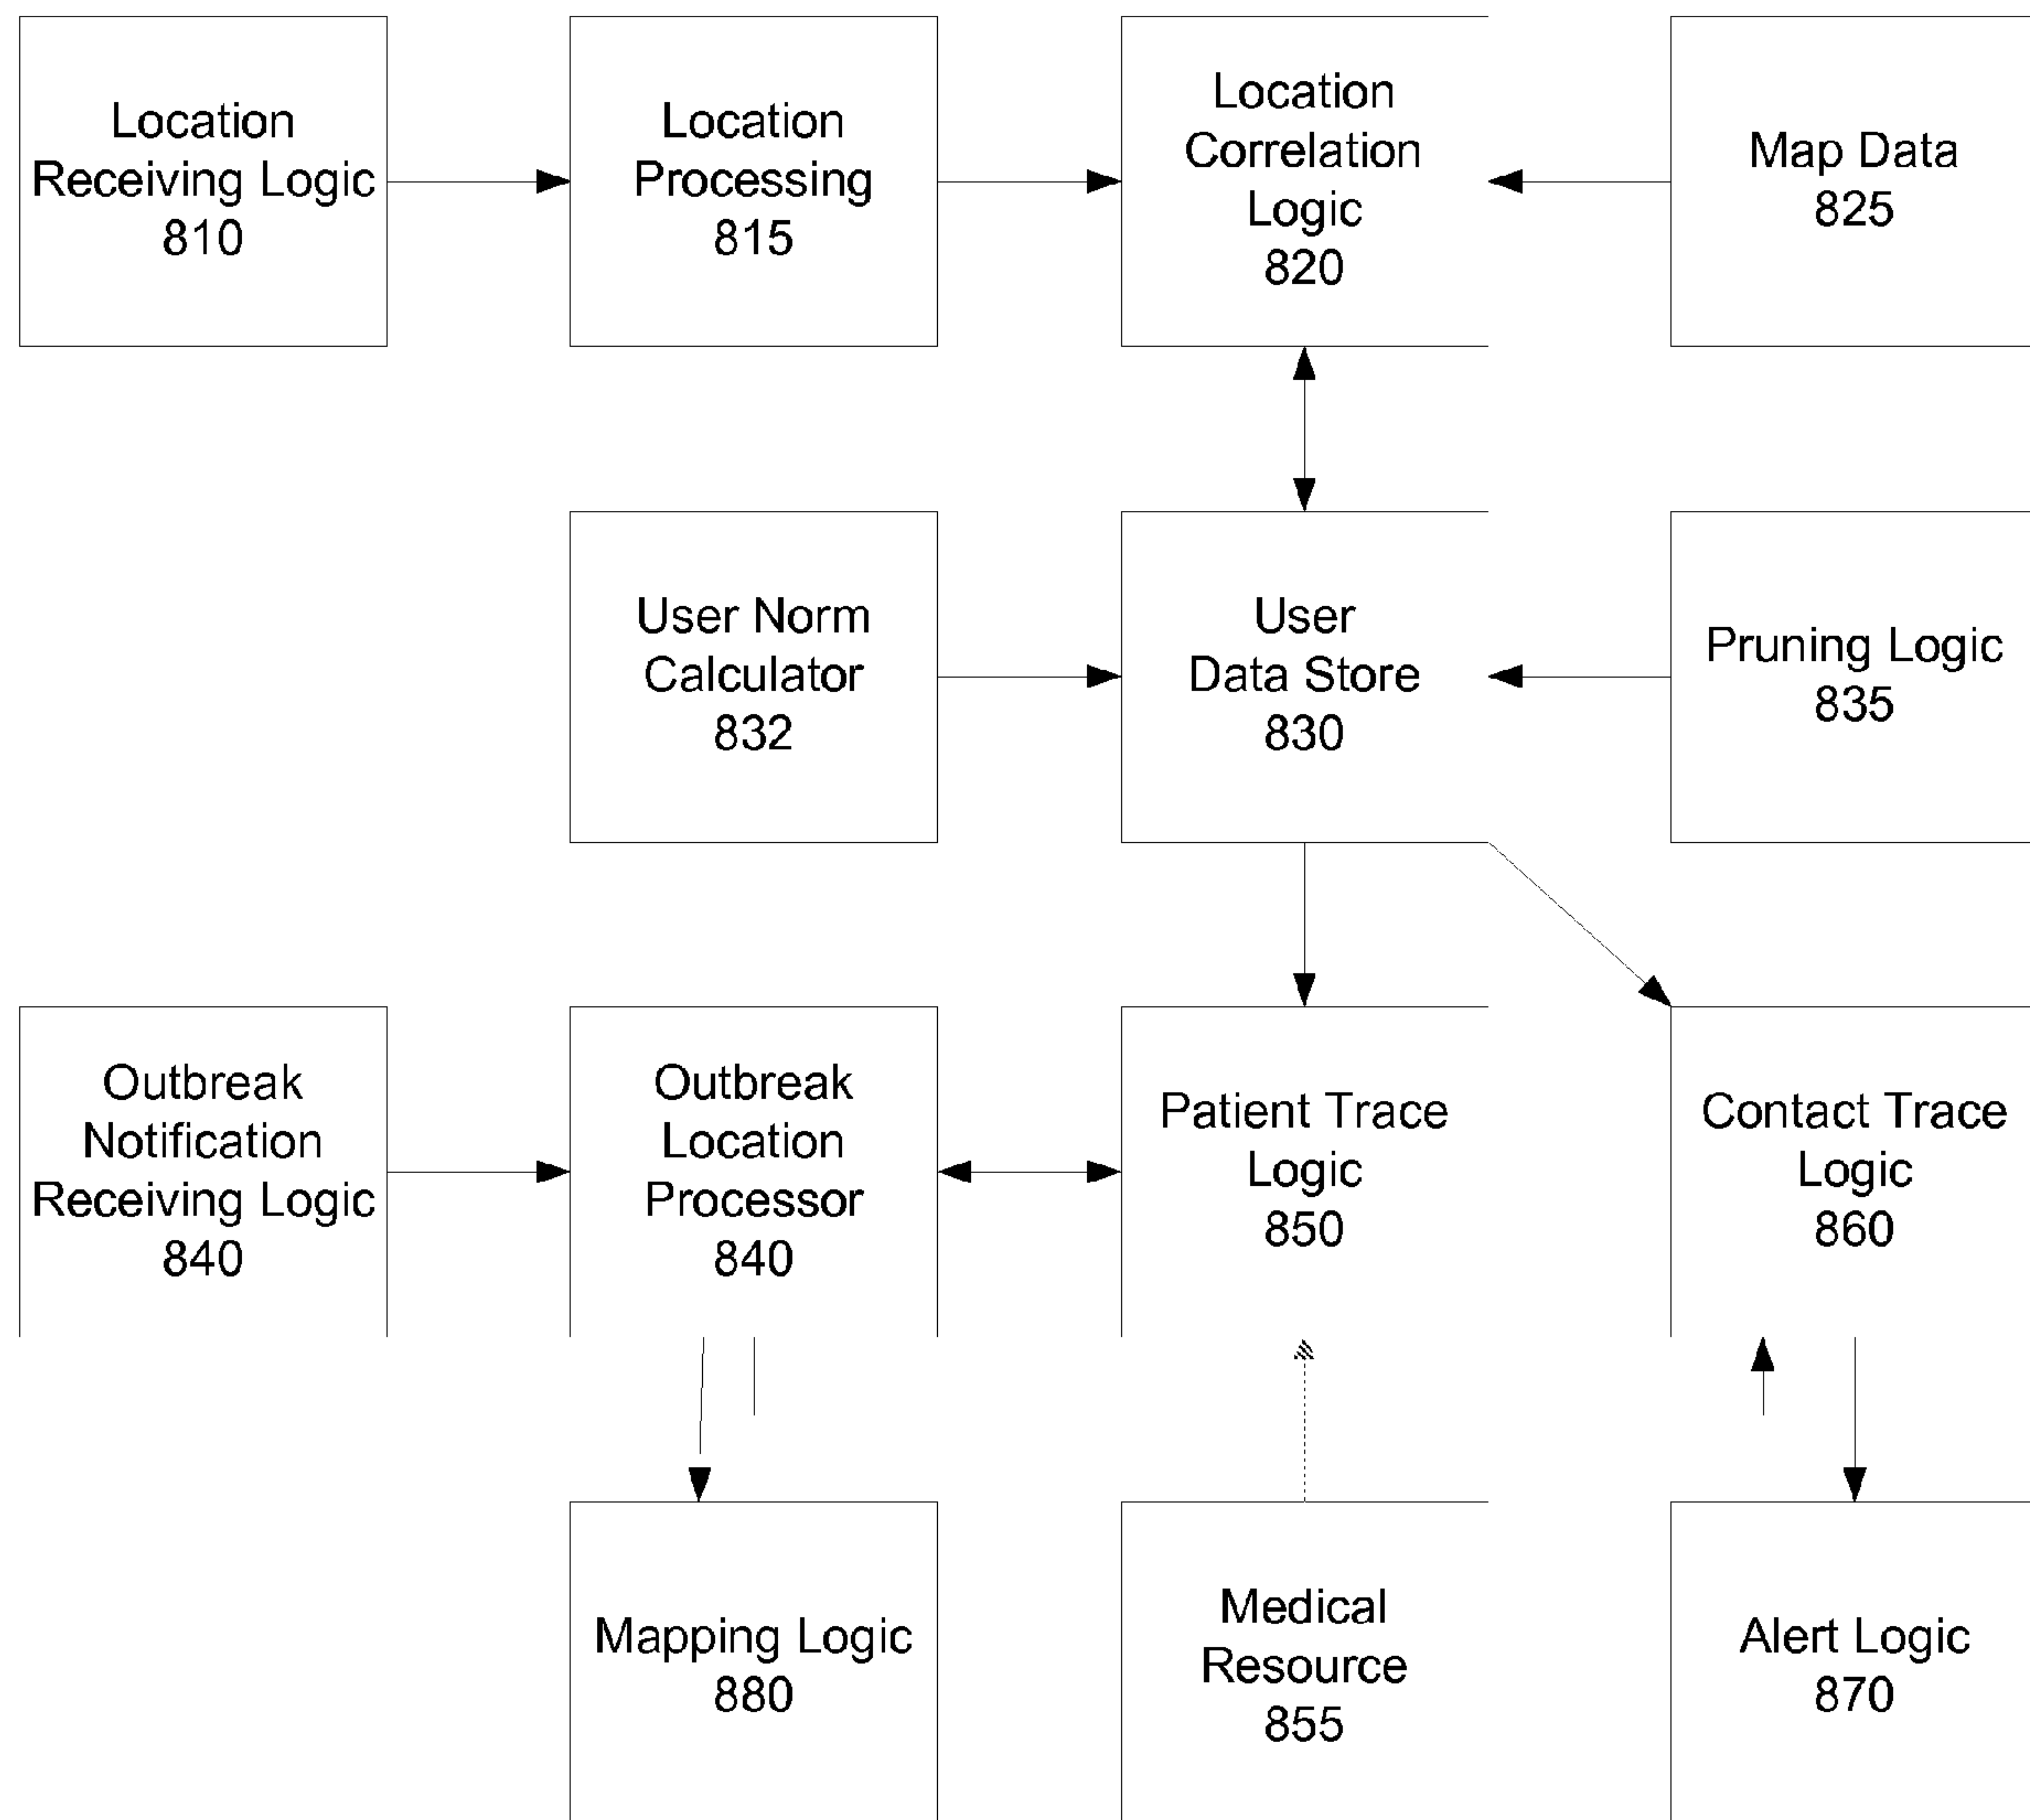 Location
Receiving Logic
810
Location
Processing
815
Location
Correlation
Logic
820
Map Data
825
User Norm
Calculator
832
User
Data Store
830
Pruning Logic
835
Outbreak
Notification
Receiving Logic
840
Outbreak
Location
Processor
840
Patient Trace
Logic
850
Contact Trace
Logic
860
Mapping Logic
880
Medical
Resource
855
Alert Logic
870